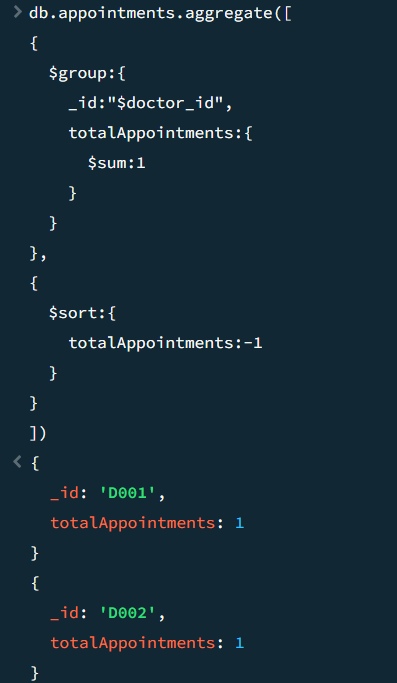 > db.appointments.aggregate([
{
$group:{
_id:"$doctor_id",
totalAppointments:{
$sum:1
}
}
},
{
$sort:{
totalAppointments:-1
}
}
])
< {
_id: 'D001',
totalAppointments: 1
}
{
_id: 'D002',
totalAppointments: 1
}